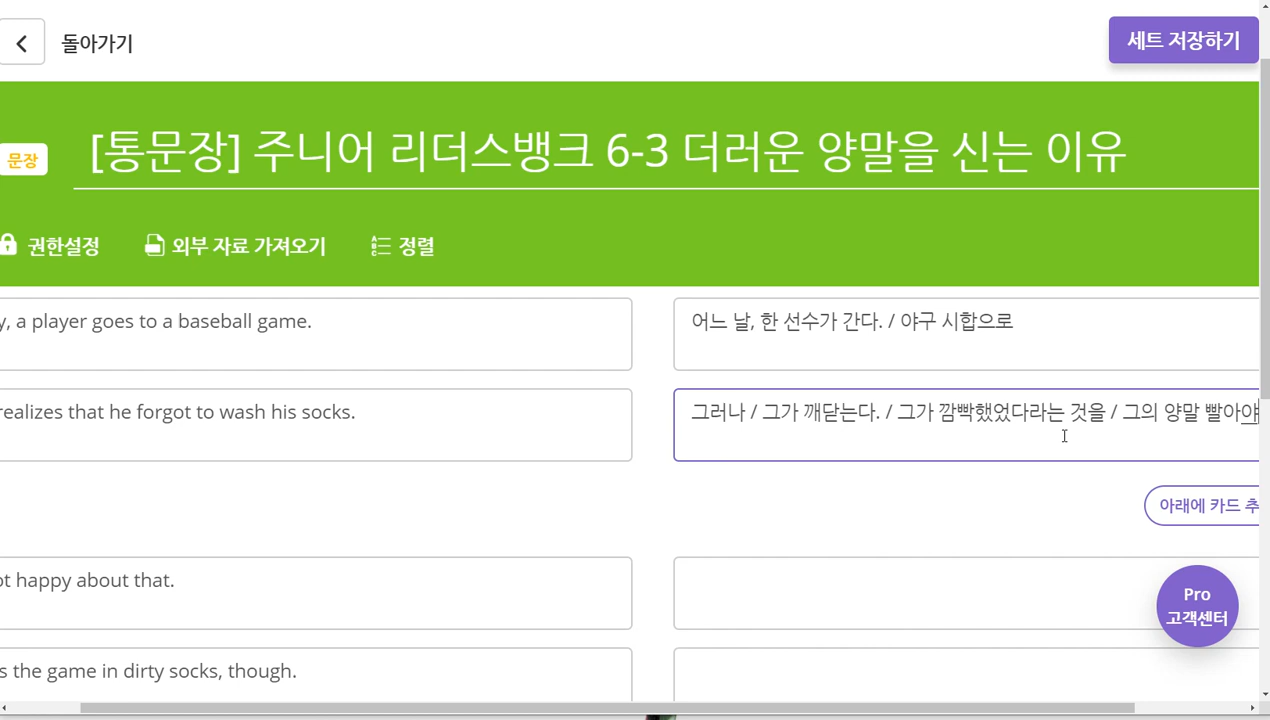 돌아가기
세트 저장하기
문장
[통문장] 주니어 리더스뱅크 6-3 더러운 양말을 신는 이유
권한설정
외부 자료 가져오기
정렬
y, a player goes to a baseball game.
어느 날, 한 선수가 간다. / 야구 시합으로
realizes that he forgot to wash his socks.
그러나 / 그가 깨닫는다. / 그가 깜빡했었다라는 것을 / 그의 양말 빨아야
아래에 카드 추
ot happy about that.
Pro
고객센터
s the game in dirty socks, though.